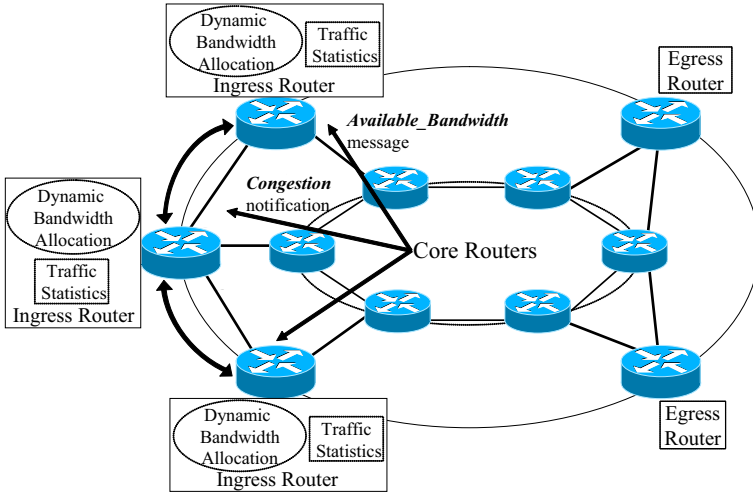 Dynamic
Bandwidth
Allocation
Traffic
Statistics
Ingress Router
Egress
Router
Available_Bandwidth
message
Congestion
notification
Dynamic
Bandwidth
Allocation
Traffic
Statistics
Ingress Router
Core Routers
Dynamic
Bandwidth
Allocation
Traffic
Statistics
Ingress Router
Egress
Router